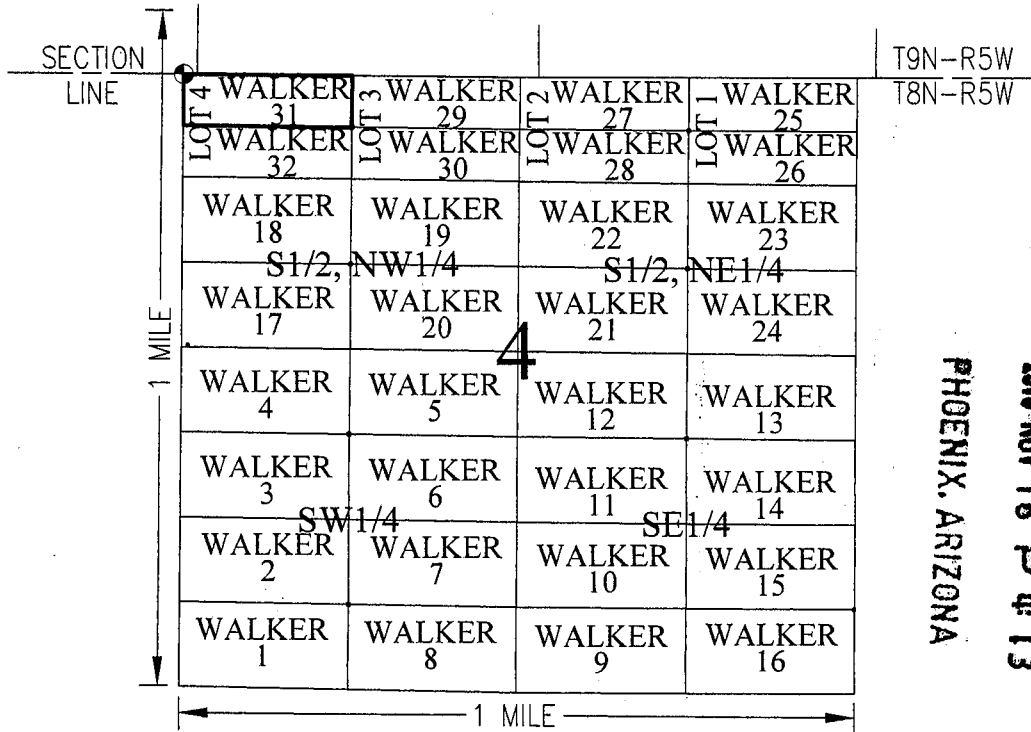 SECTION
LINE
T9N-R5W
T8N-R5W
LOT 4 WALKER 31
LOT 3 WALKER 29
LOT 2 WALKER 27
LOT 1 WALKER 25
WALKER 32
WALKER 30
WALKER 28
WALKER 26
WALKER 18
WALKER 19
WALKER 22
WALKER 23
S1/2, NW1/4
S1/2, NE1/4
WALKER 17
WALKER 20
WALKER 21
WALKER 24
4
1 MILE
WALKER 4
WALKER 5
WALKER 12
WALKER 13
WALKER 3
WALKER 6
WALKER 11
WALKER 14
SW1/4
SE1/4
WALKER 2
WALKER 7
WALKER 10
WALKER 15
WALKER 1
WALKER 8
WALKER 9
WALKER 16
1 MILE
NOV 18 P 4: 13
PHOENIX, ARIZONA